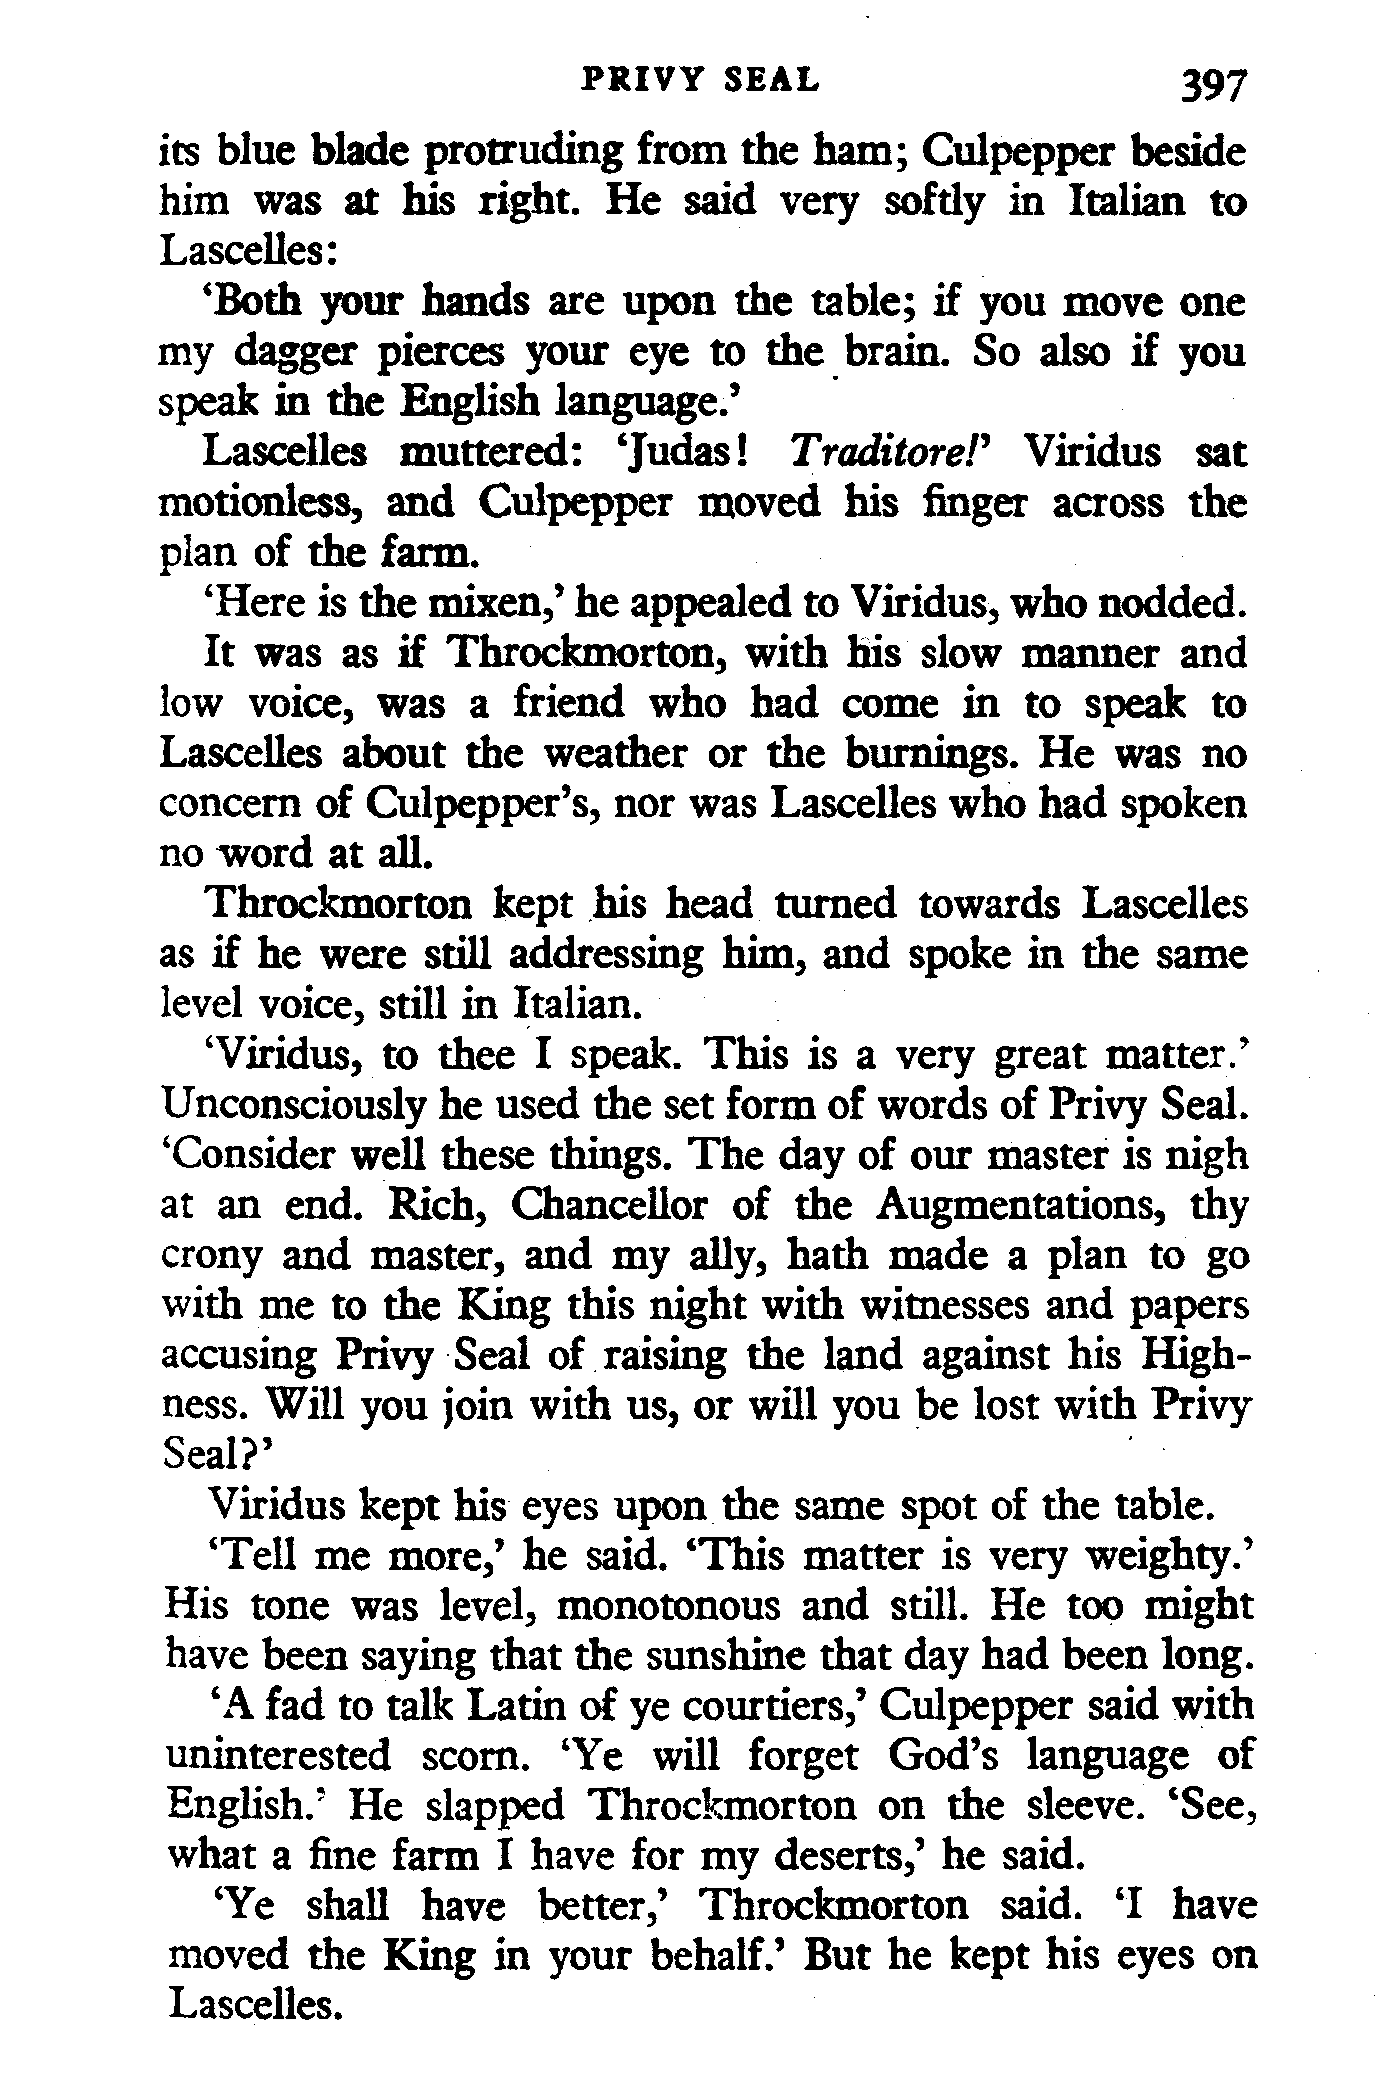 PRIVY SEAL 397
its blue blade protruding from the ham; Culpepper beside
him was at his right. He said very softly in Italian to
Lascelles:
‘Both your hands are upon the table; if you move one
my dagger pierces your eye to the brain. So also if you
speak in the English language.’
Lascelles muttered: ‘Judas! Traditore!’ Viridus sat
motionless, and Culpepper moved his finger across the
plan of the farm.
‘Here is the mixen,’ he appealed to Viridus, who nodded.
It was as if Throckmorton, with his slow manner and
low voice, was a friend who had come in to speak to
Lascelles about the weather or the burnings. He was no
concern of Culpepper’s, nor was Lascelles who had spoken
no word at all.
Throckmorton kept his head turned towards Lascelles
as if he were still addressing him, and spoke in the same
level voice, still in Italian.
‘Viridus, to thee I speak. This is a very great matter.’
Unconsciously he used the set form of words of Privy Seal.
‘Consider well these things. The day of our master is nigh
at an end. Rich, Chancellor of the Augmentations, thy
crony and master, and my ally, hath made a plan to go
with me to the King this night with witnesses and papers
accusing Privy Seal of raising the land against his High-
ness. Will you join with us, or will you be lost with Privy
Seal?’
Viridus kept his eyes upon the same spot of the table.
‘Tell me more,’ he said. ‘This matter is very weighty.’
His tone was level, monotonous and still. He too might
have been saying that the sunshine that day had been long.
‘A fad to talk Latin of ye courtiers,’ Culpepper said with
uninterested scorn. ‘Ye will forget God’s language of
English.’ He slapped Throckmorton on the sleeve. ‘See,
what a fine farm I have for my deserts,’ he said.
‘Ye shall have better,’ Throckmorton said. ‘I have
moved the King in your behalf.’ But he kept his eyes on
Lascelles.